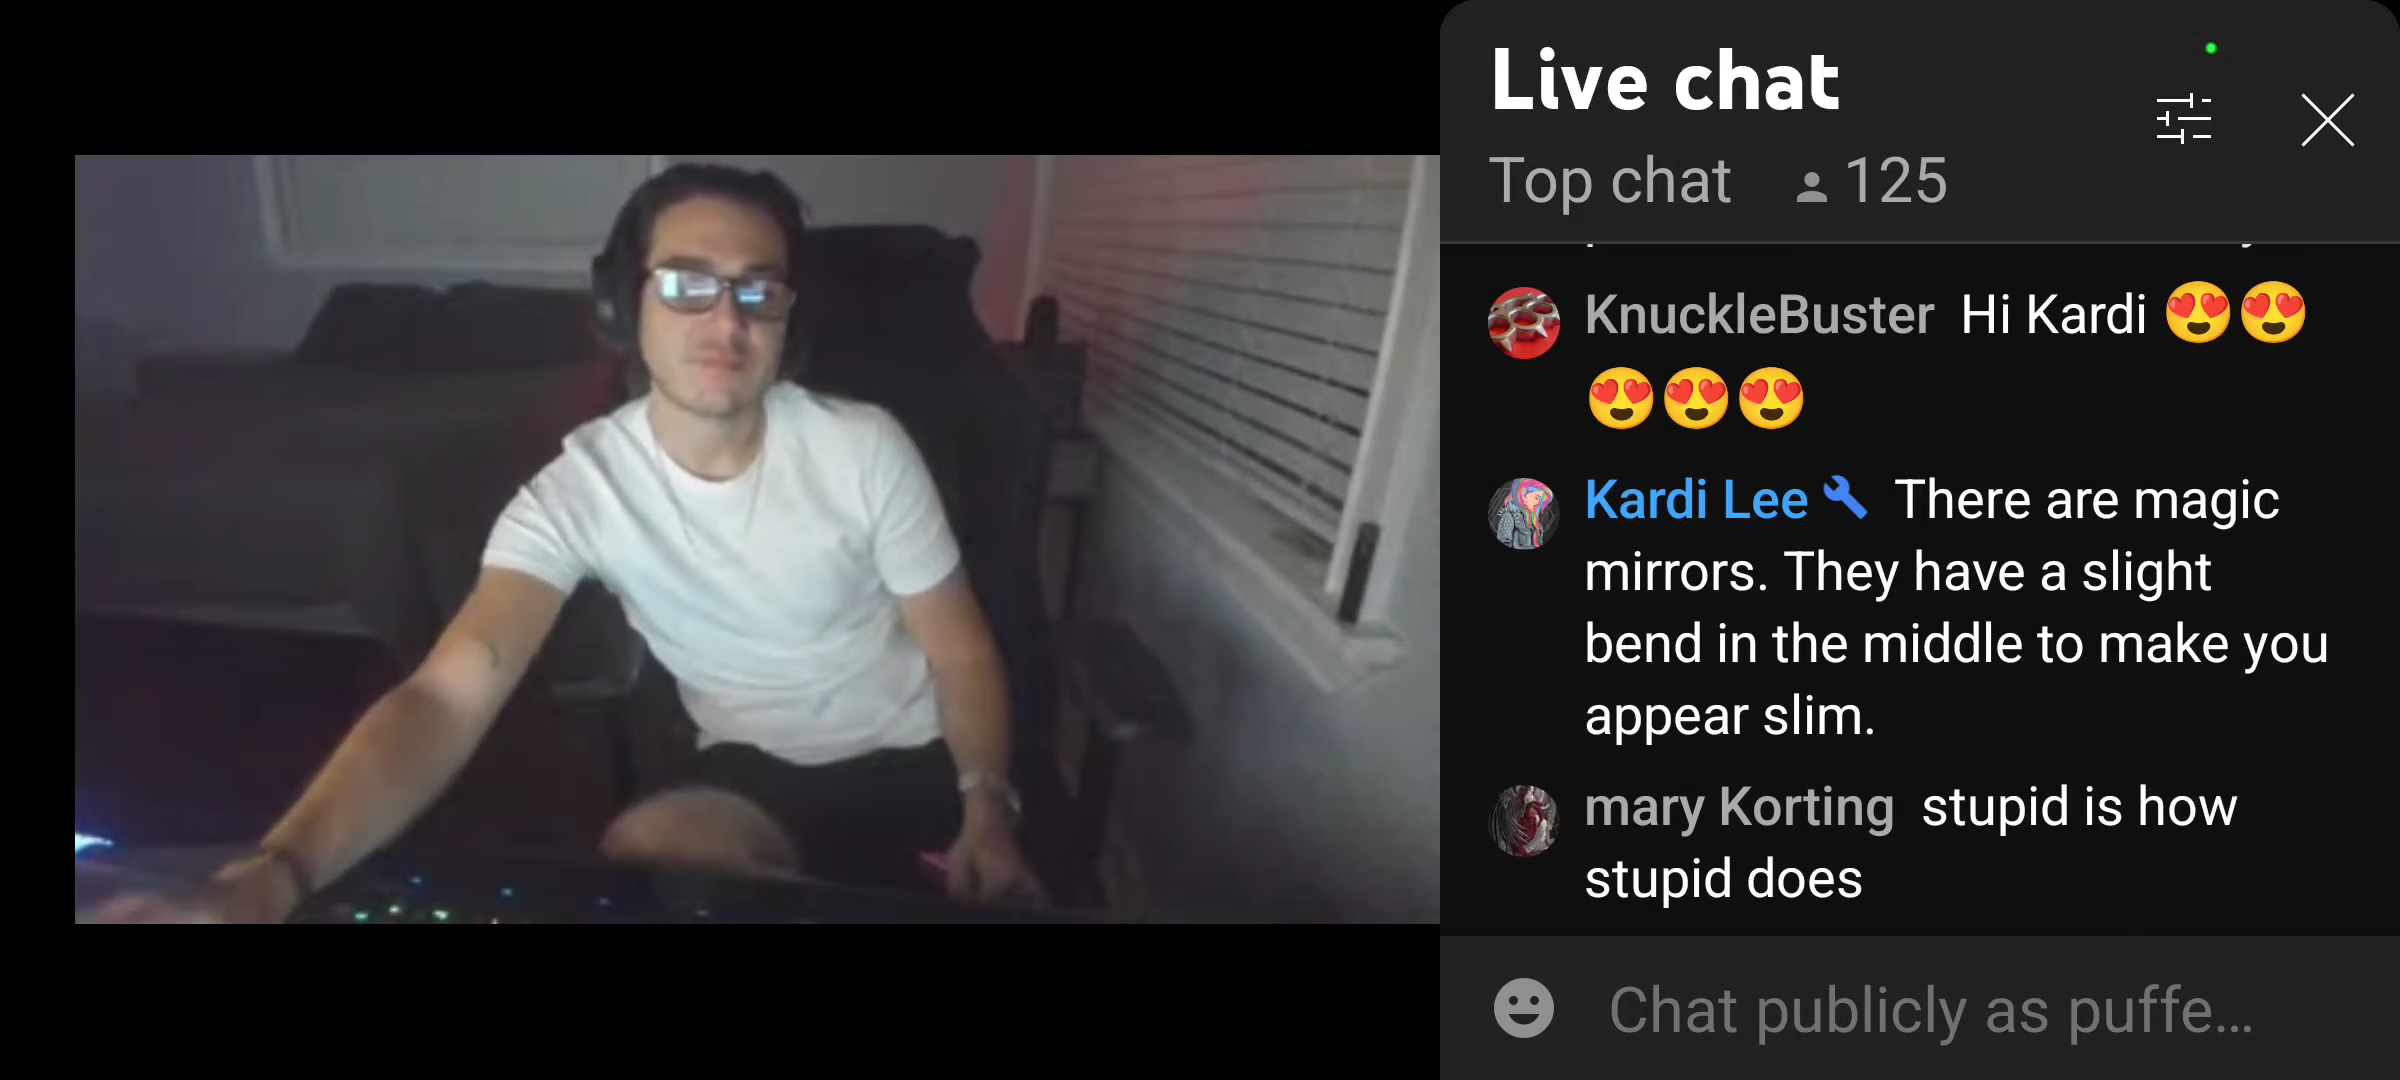 Live chat
Top chat 125
KnuckleBuster Hi Kardi 😍😍
😍😍😍
Kardi Lee There are magic
mirrors. They have a slight
bend in the middle to make you
appear slim.
mary Korting stupid is how
stupid does
Chat publicly as puffe...